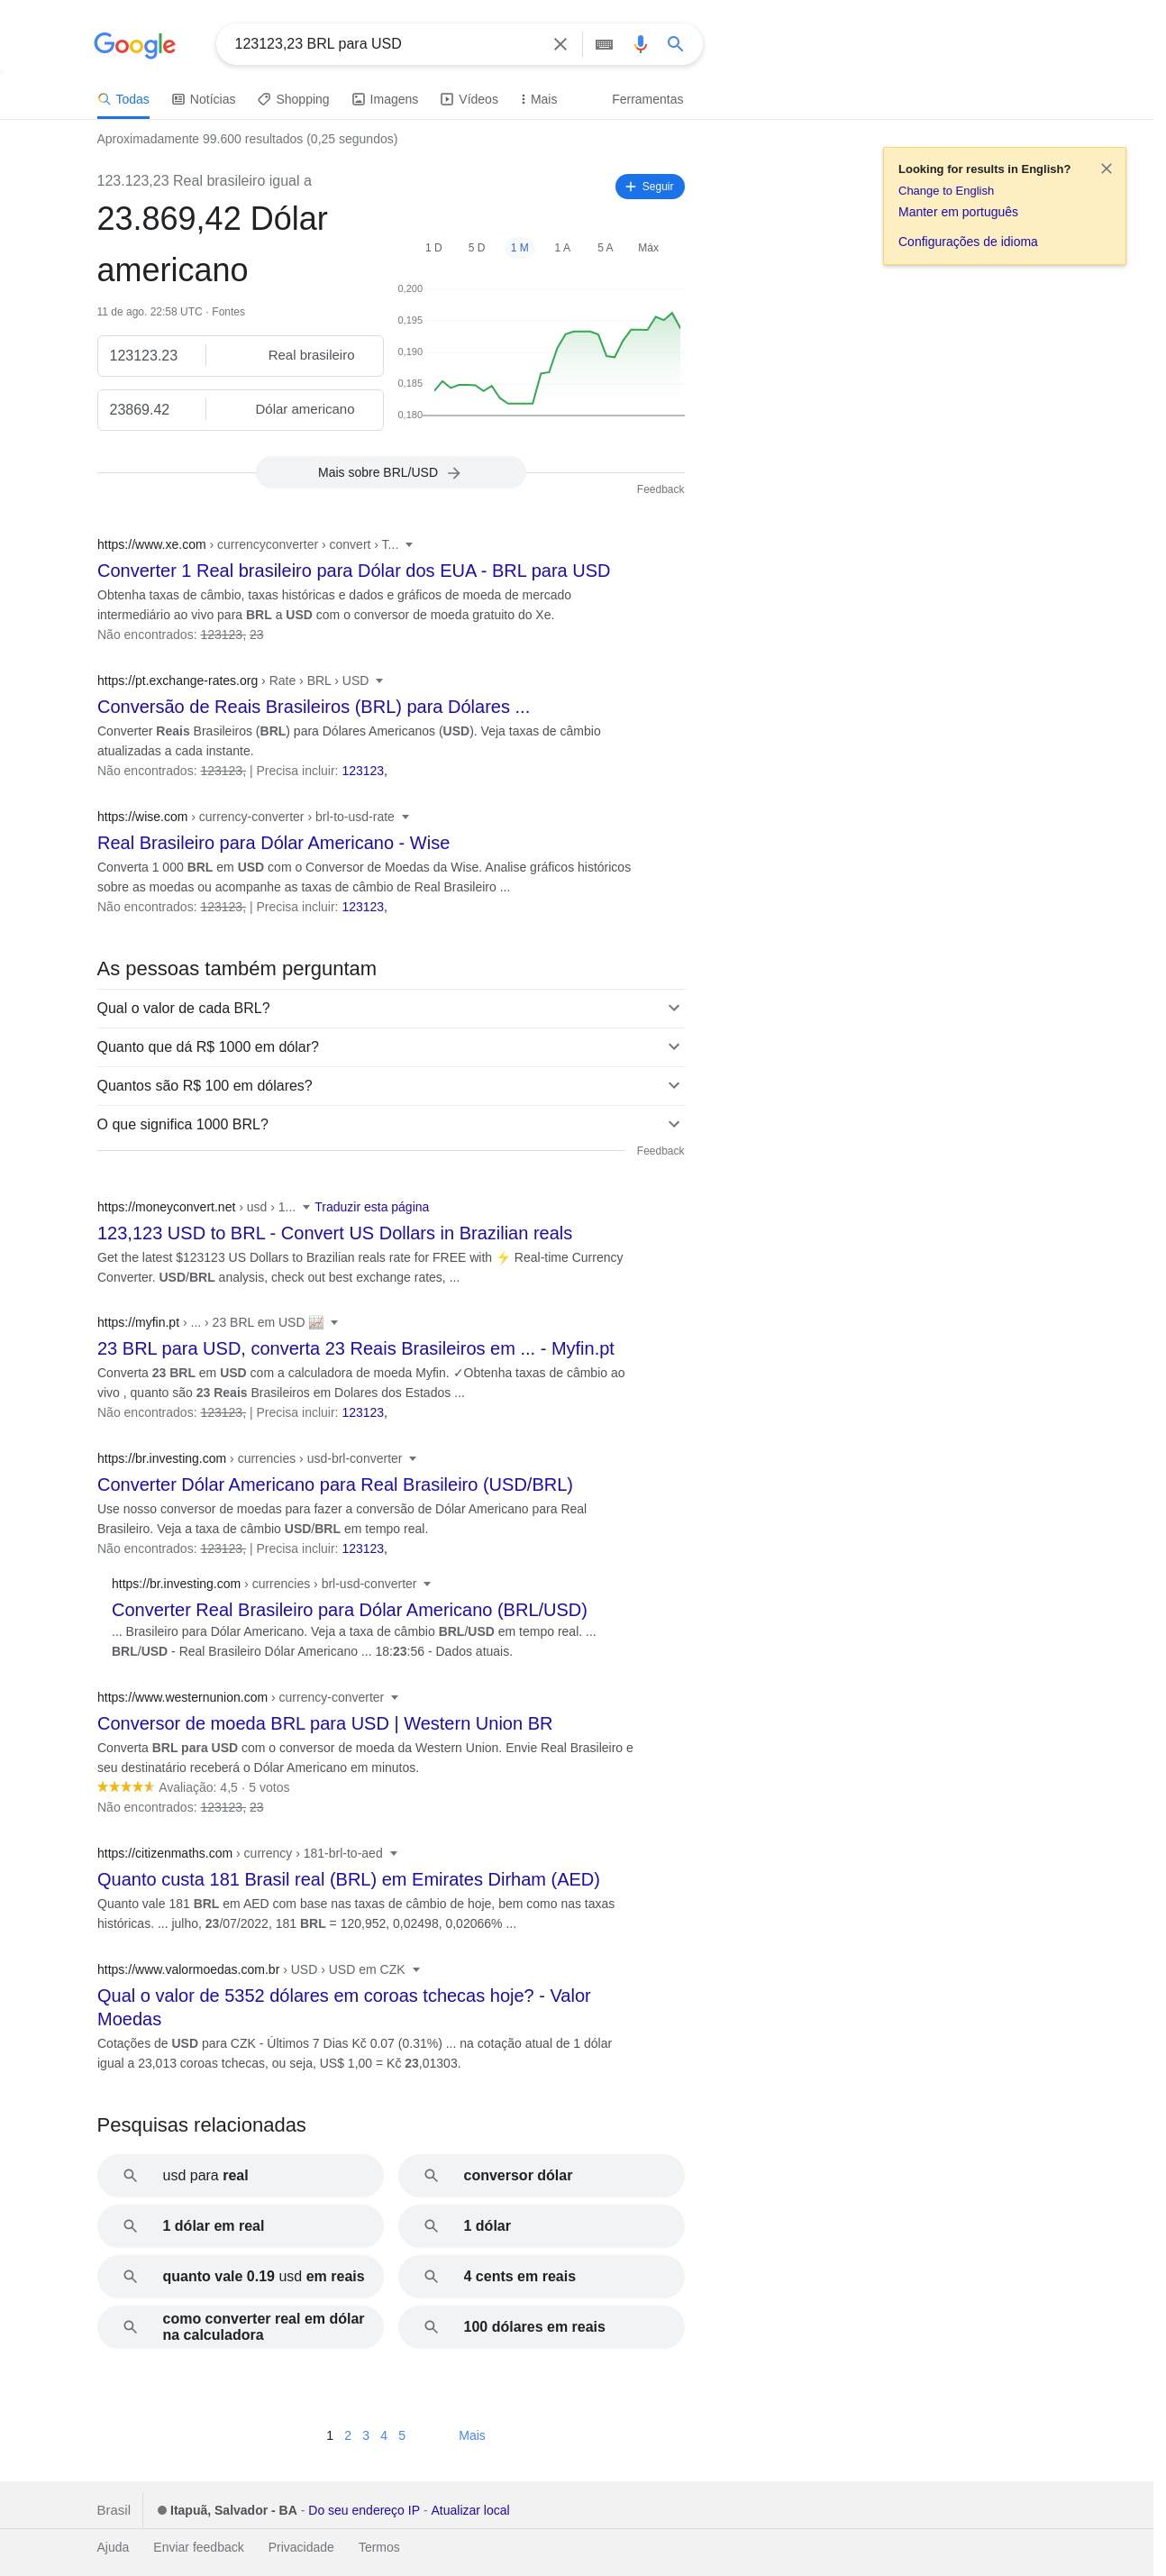 Google
123123,23 BRL para USD
Todas
Notícias
Shopping
Imagens
Vídeos
Mais
Ferramentas
Aproximadamente 99.600 resultados (0,25 segundos)
Looking for results in English?
Change to English
Manter em português
Configurações de idioma
123.123,23 Real brasileiro igual a
Seguir
23.869,42 Dólar
americano
1 D 5 D 1 M 1 A 5 A Máx
11 de ago. 22:58 UTC · Fontes
123123.23 Real brasileiro
23869.42 Dólar americano
0,200
0,195
0,190
0,185
0,180
Mais sobre BRL/USD
Feedback
https://www.xe.com › currencyconverter › convert › T...
Converter 1 Real brasileiro para Dólar dos EUA - BRL para USD
Obtenha taxas de câmbio, taxas históricas e dados e gráficos de moeda de mercado
intermediário ao vivo para BRL a USD com o conversor de moeda gratuito do Xe.
Não encontrados: 123123, 23
https://pt.exchange-rates.org › Rate › BRL › USD
Conversão de Reais Brasileiros (BRL) para Dólares ...
Converter Reais Brasileiros (BRL) para Dólares Americanos (USD). Veja taxas de câmbio
atualizadas a cada instante.
Não encontrados: 123123, | Precisa incluir: 123123,
https://wise.com › currency-converter › brl-to-usd-rate
Real Brasileiro para Dólar Americano - Wise
Converta 1 000 BRL em USD com o Conversor de Moedas da Wise. Analise gráficos históricos
sobre as moedas ou acompanhe as taxas de câmbio de Real Brasileiro ...
Não encontrados: 123123, | Precisa incluir: 123123,
As pessoas também perguntam
Qual o valor de cada BRL?
Quanto que dá R$ 1000 em dólar?
Quantos são R$ 100 em dólares?
O que significa 1000 BRL?
Feedback
https://moneyconvert.net › usd › 1... Traduzir esta página
123,123 USD to BRL - Convert US Dollars in Brazilian reals
Get the latest $123123 US Dollars to Brazilian reals rate for FREE with ⚡ Real-time Currency
Converter. USD/BRL analysis, check out best exchange rates, ...
https://myfin.pt › ... › 23 BRL em USD 📈
23 BRL para USD, converta 23 Reais Brasileiros em ... - Myfin.pt
Converta 23 BRL em USD com a calculadora de moeda Myfin. ✓Obtenha taxas de câmbio ao
vivo , quanto são 23 Reais Brasileiros em Dolares dos Estados ...
Não encontrados: 123123, | Precisa incluir: 123123,
https://br.investing.com › currencies › usd-brl-converter
Converter Dólar Americano para Real Brasileiro (USD/BRL)
Use nosso conversor de moedas para fazer a conversão de Dólar Americano para Real
Brasileiro. Veja a taxa de câmbio USD/BRL em tempo real.
Não encontrados: 123123, | Precisa incluir: 123123,
https://br.investing.com › currencies › brl-usd-converter
Converter Real Brasileiro para Dólar Americano (BRL/USD)
... Brasileiro para Dólar Americano. Veja a taxa de câmbio BRL/USD em tempo real. ...
BRL/USD - Real Brasileiro Dólar Americano ... 18:23:56 - Dados atuais.
https://www.westernunion.com › currency-converter
Conversor de moeda BRL para USD | Western Union BR
Converta BRL para USD com o conversor de moeda da Western Union. Envie Real Brasileiro e
seu destinatário receberá o Dólar Americano em minutos.
Avaliação: 4,5 · 5 votos
Não encontrados: 123123, 23
https://citizenmaths.com › currency › 181-brl-to-aed
Quanto custa 181 Brasil real (BRL) em Emirates Dirham (AED)
Quanto vale 181 BRL em AED com base nas taxas de câmbio de hoje, bem como nas taxas
históricas. ... julho, 23/07/2022, 181 BRL = 120,952, 0,02498, 0,02066% ...
https://www.valormoedas.com.br › USD › USD em CZK
Qual o valor de 5352 dólares em coroas tchecas hoje? - Valor
Moedas
Cotações de USD para CZK - Últimos 7 Dias Kč 0.07 (0.31%) ... na cotação atual de 1 dólar
igual a 23,013 coroas tchecas, ou seja, US$ 1,00 = Kč 23,01303.
Pesquisas relacionadas
usd para real
conversor dólar
1 dólar em real
1 dólar
quanto vale 0.19 usd em reais
4 cents em reais
como converter real em dólar
na calculadora
100 dólares em reais
1 2 3 4 5 Mais
Brasil
Itapuã, Salvador - BA - Do seu endereço IP - Atualizar local
Ajuda Enviar feedback Privacidade Termos